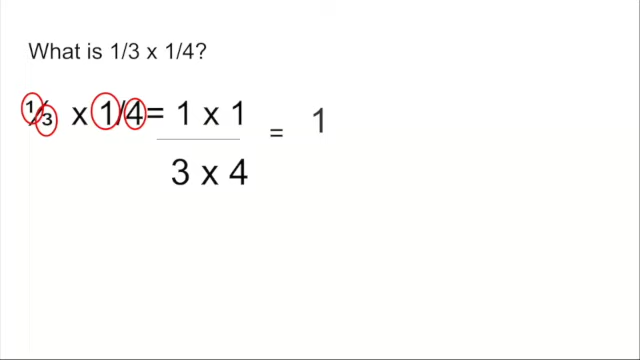 What is 1/3 x 1/4?
⅓ x 1/4= 1 x 1
3 x 4
= 1